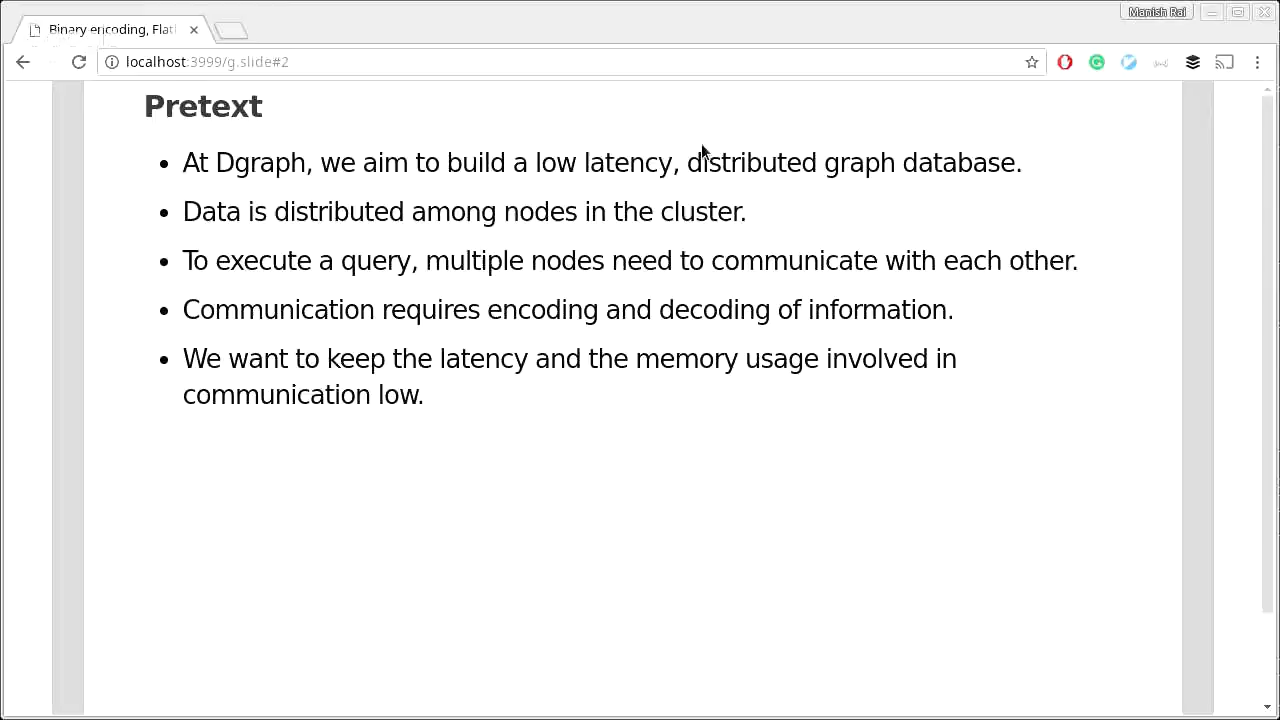 Manish Rai
Binary encoding, Flat
localhost:3999/g.slide#2
Pretext
• At Dgraph, we aim to build a low latency, distributed graph database.
• Data is distributed among nodes in the cluster.
• To execute a query, multiple nodes need to communicate with each other.
• Communication requires encoding and decoding of information.
• We want to keep the latency and the memory usage involved in
communication low.